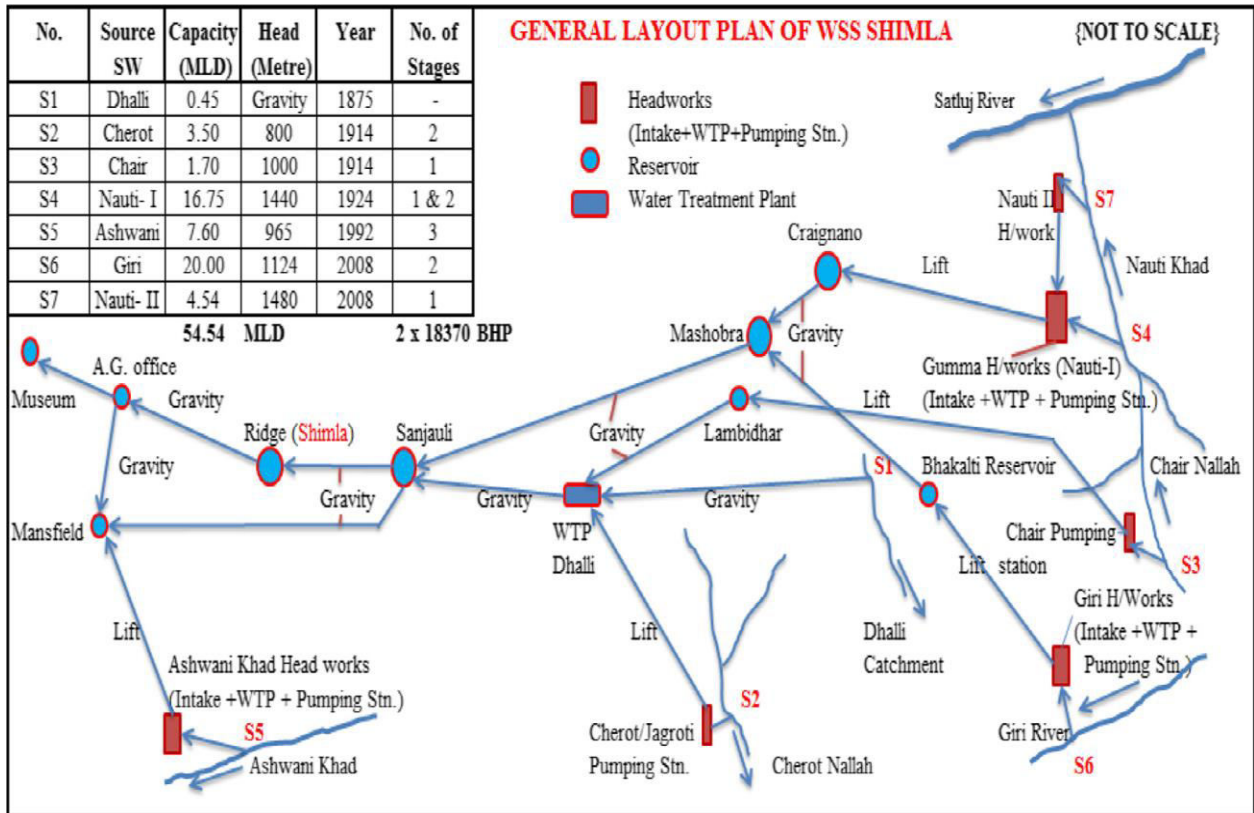 No. Source SW Capacity (MLD) Head (Metre) Year No. of Stages
S1 Dhalli 0.45 Gravity 1875 -
S2 Cherot 3.50 800 1914 2
S3 Chair 1.70 1000 1914 1
S4 Nauti- I 16.75 1440 1924 1 & 2
S5 Ashwani 7.60 965 1992 3
S6 Giri 20.00 1124 2008 2
S7 Nauti- II 4.54 1480 2008 1
54.54 MLD 2 x 18370 BHP
GENERAL LAYOUT PLAN OF WSS SHIMLA
{NOT TO SCALE}
Headworks
(Intake+WTP+Pumping Stn.)
Reservoir
Water Treatment Plant
Satluj River
Nauti II
H/work
S7
Nauti Khad
Craignano
Lift
S4
Mashobra
Gravity
Gumma H/works (Nauti-I)
(Intake +WTP + Pumping Stn.)
A.G. office
Museum
Gravity
Ridge (Shimla)
Sanjauli
Gravity
Lambidhar
Lift
Gravity
Gravity
Gravity
S1
Gravity
Bhakalti Reservoir
Chair Nallah
Mansfield
WTP
Dhalli
Chair Pumping
station
S3
Lift
Giri H/Works
(Intake +WTP +
Pumping Stn.)
Lift
Lift
Dhalli
Catchment
Ashwani Khad Head works
(Intake +WTP + Pumping Stn.)
S5
Ashwani Khad
S2
Cherot/Jagroti
Pumping Stn.
Cherot Nallah
Giri River
S6